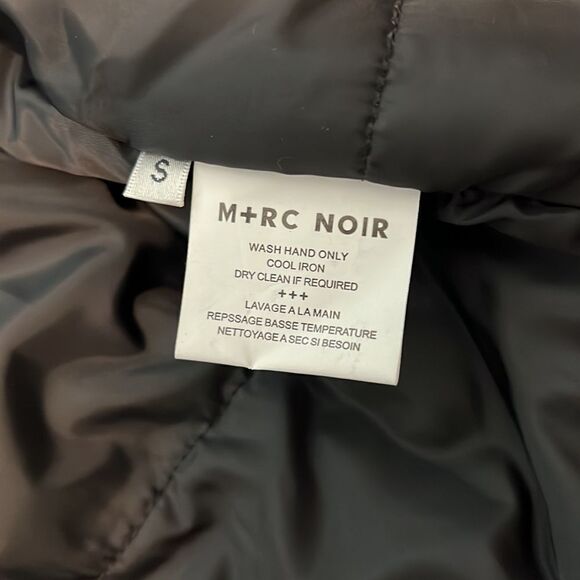 S
M+RC NOIR
WASH HAND ONLY
COOL IRON
DRY CLEAN IF REQUIRED
+++
LAVAGE A LA MAIN
REPSSAGE BASSE TEMPERATURE
NETTOYAGE A SEC SI BESOIN